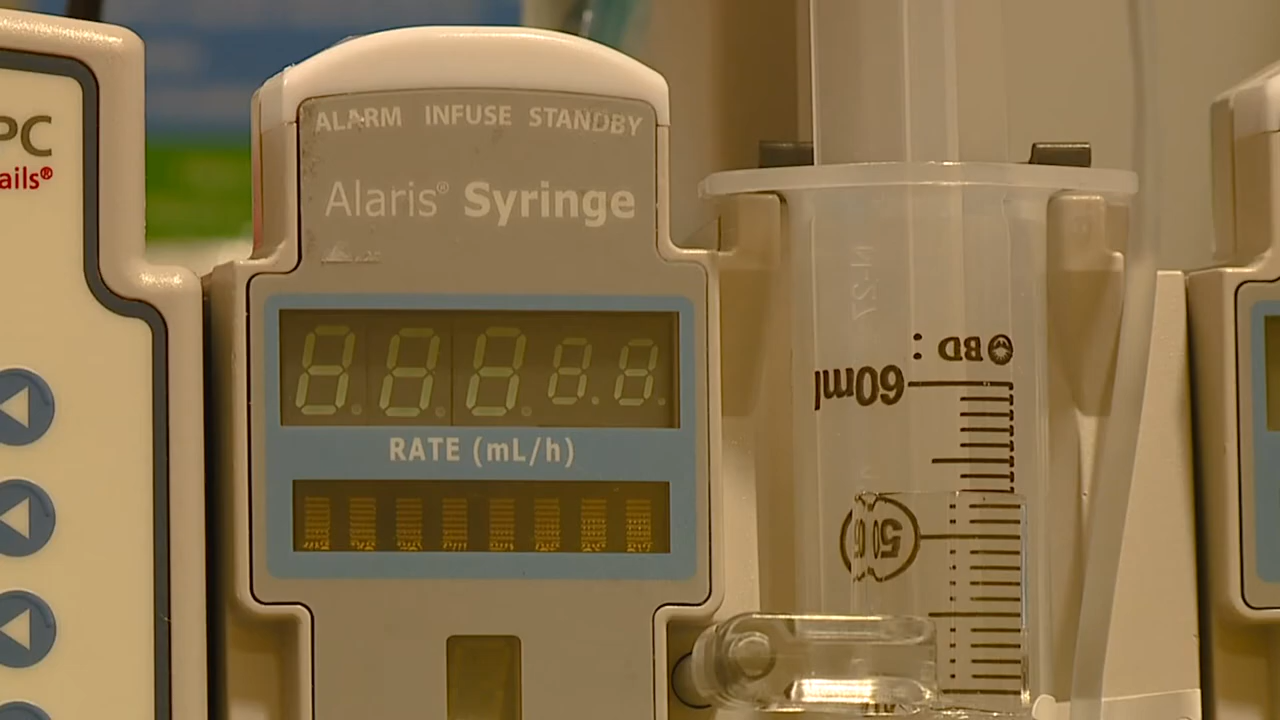 PC
ails®
ALARM INFUSE STANDBY
Alaris® Syringe
RATE (mL/h)
BD :
60ml
50